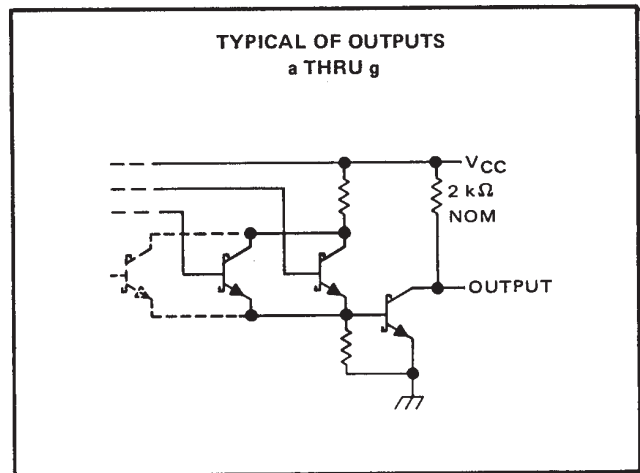 TYPICAL OF OUTPUTS
a THRU g
VCC
2 kΩ
NOM
OUTPUT